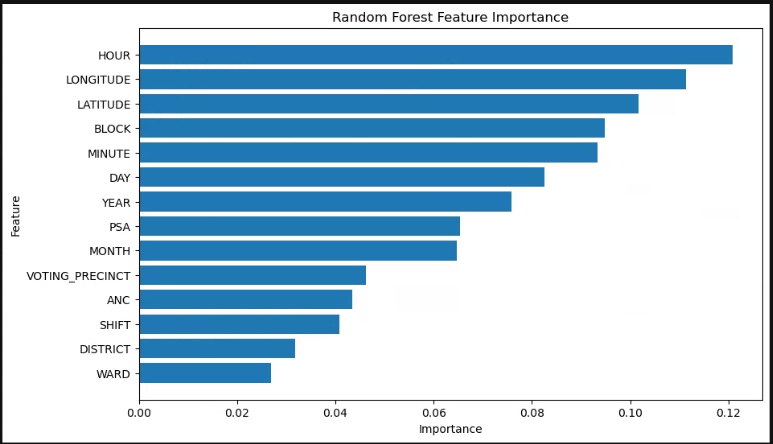 Random Forest Feature Importance
HOUR
LONGITUDE
LATITUDE
BLOCK
MINUTE
DAY
YEAR
PSA
MONTH
VOTING_PRECINCT
ANC
SHIFT
DISTRICT
WARD
Feature
0.00 0.02 0.04 0.06 0.08 0.10 0.12
Importance